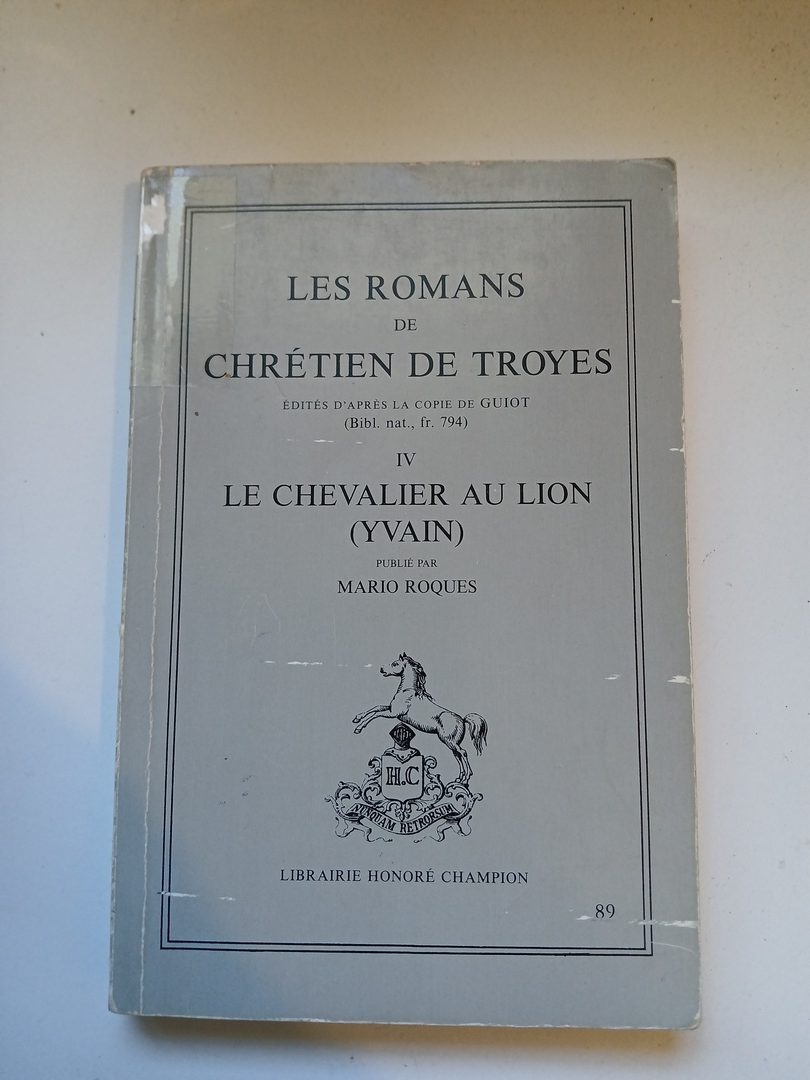 LES ROMANS
DE
CHRÉTIEN DE TROYES
ÉDITÉS D'APRÈS LA COPIE DE GUIOT
(Bibl. nat., fr. 794)
IV
LE CHEVALIER AU LION
(YVAIN)
PUBLIÉ PAR
MARIO ROQUES
H.C
NUNQUAM RETRORSUM
LIBRAIRIE HONORÉ CHAMPION
89